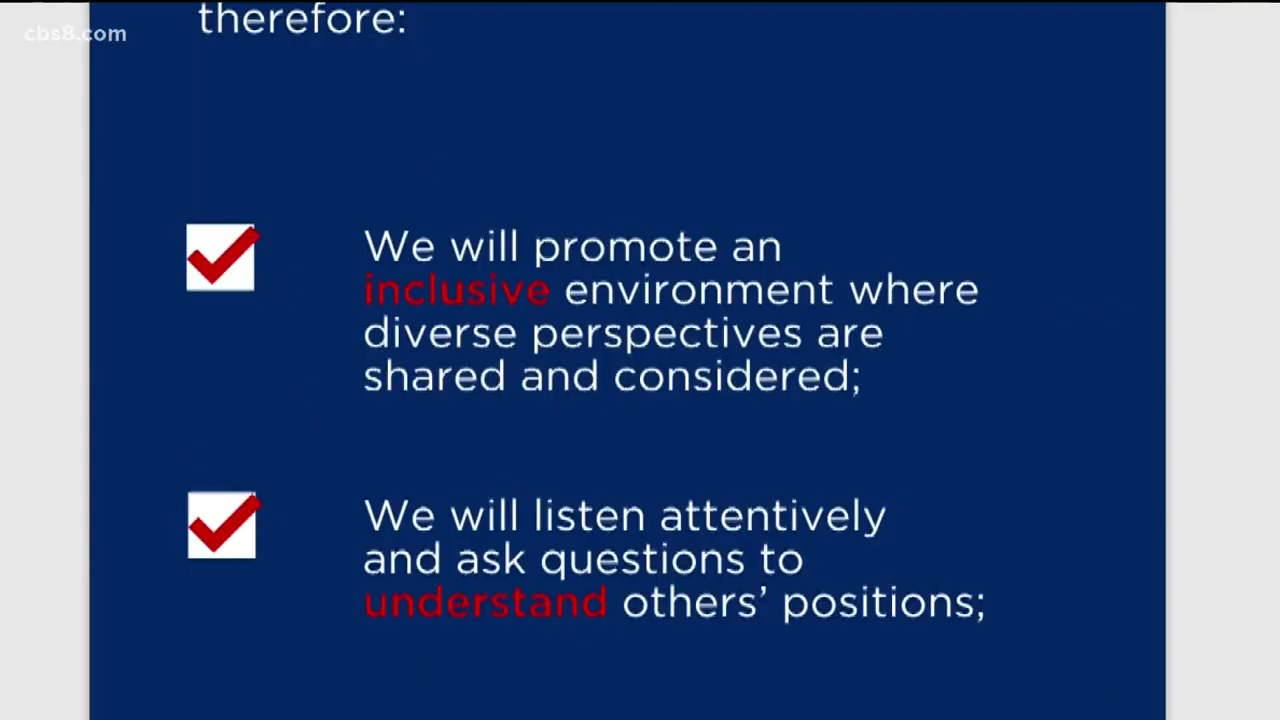 therefore:
cbs8.com
We will promote an
inclusive environment where
diverse perspectives are
shared and considered;
We will listen attentively
and ask questions to
understand others’ positions;